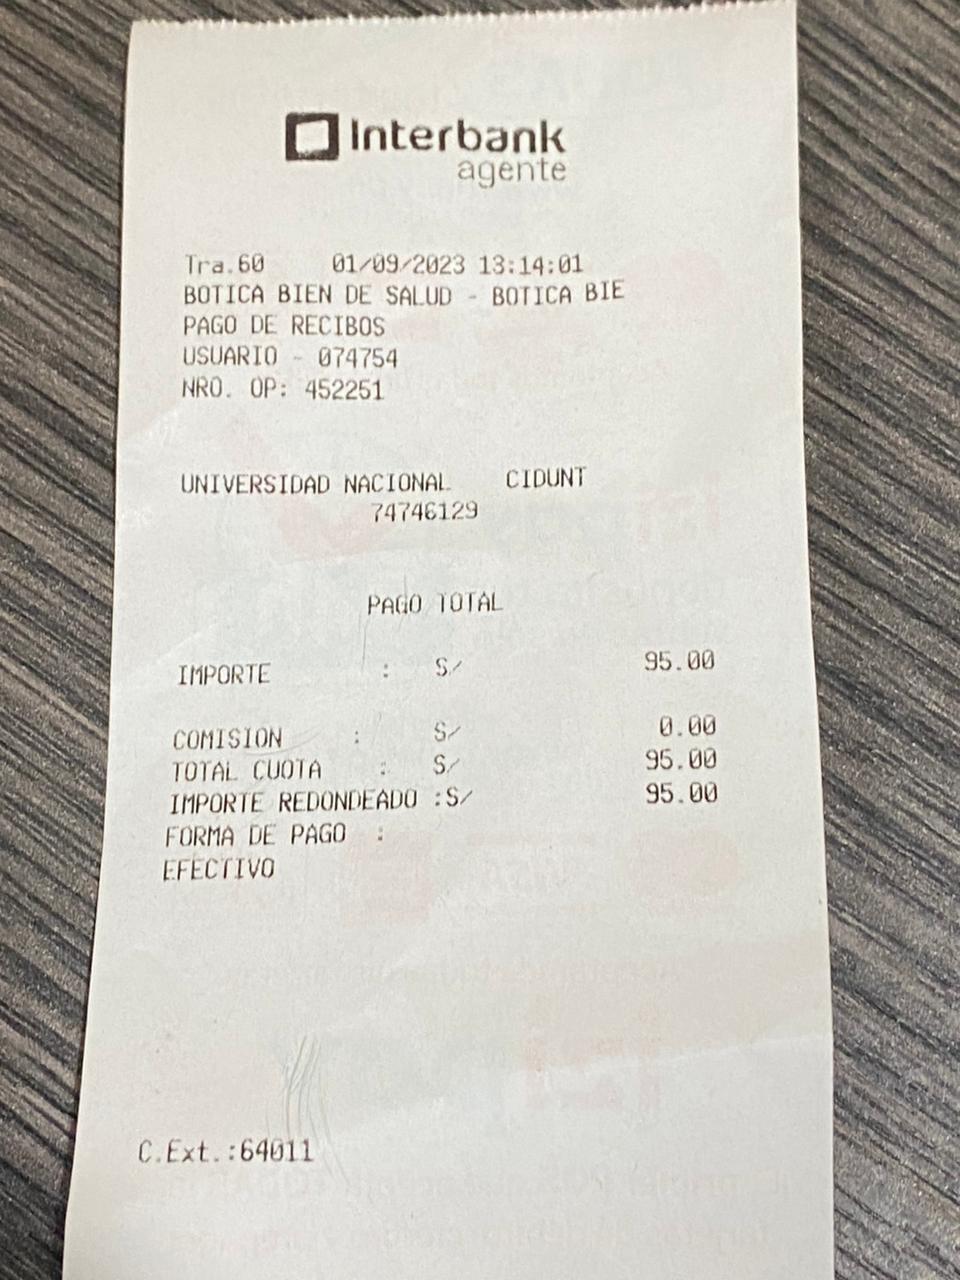 Interbank
agente
Tra.60 01/09/2023 13:14:01
BOTICA BIEN DE SALUD - BOTICA BIE
PAGO DE RECIBOS
USUARIO - 074754
NRO. OP: 452251
UNIVERSIDAD NACIONAL CIDUNT
74746129
PAGO TOTAL
IMPORTE : S/ 95.00
COMISION : S/ 0.00
TOTAL CUOTA : S/ 95.00
IMPORTE REDONDEADO :S/ 95.00
FORMA DE PAGO :
EFECTIVO
C.Ext.:64011